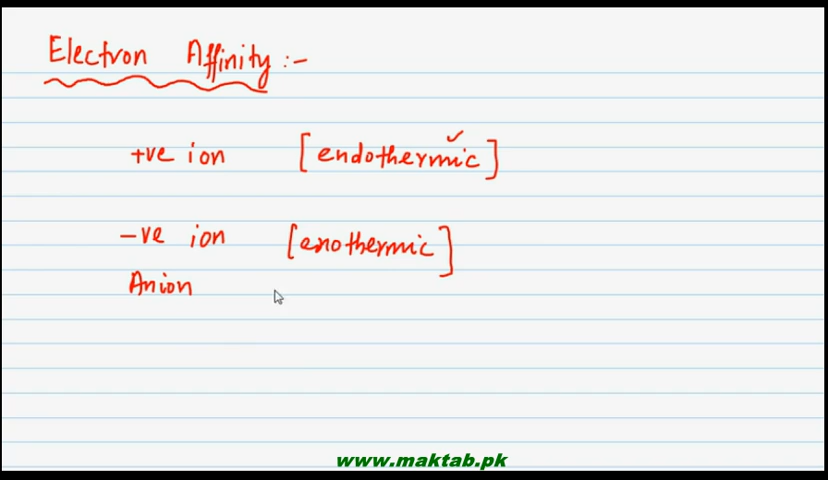 Electron Affinity :-
+ve ion [endothermic]
-ve ion [exothermic]
Anion
www.maktab.pk